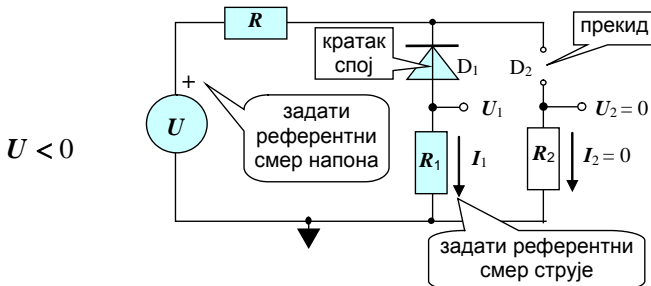 R
прекид
кратак
спој
D1
D2
+
задати
референтни
смер напона
U1
U2 = 0
U
U < 0
R1
I1
R2
I2 = 0
задати референтни
смер струје